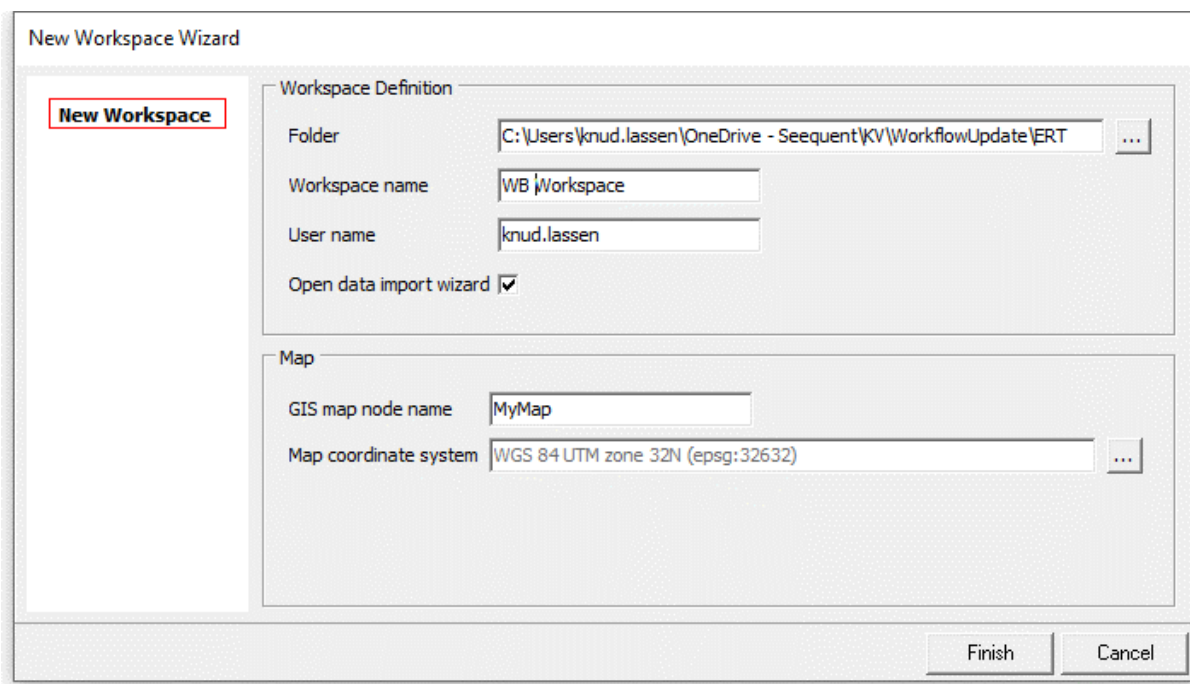 New Workspace Wizard
New Workspace
Workspace Definition
Folder C:\Users\knud.lassen\OneDrive - Seequent\KV\WorkflowUpdate\ERT ...
Workspace name WB Workspace
User name knud.lassen
Open data import wizard
Map
GIS map node name MyMap
Map coordinate system WGS 84 UTM zone 32N (epsg:32632) ...
Finish Cancel